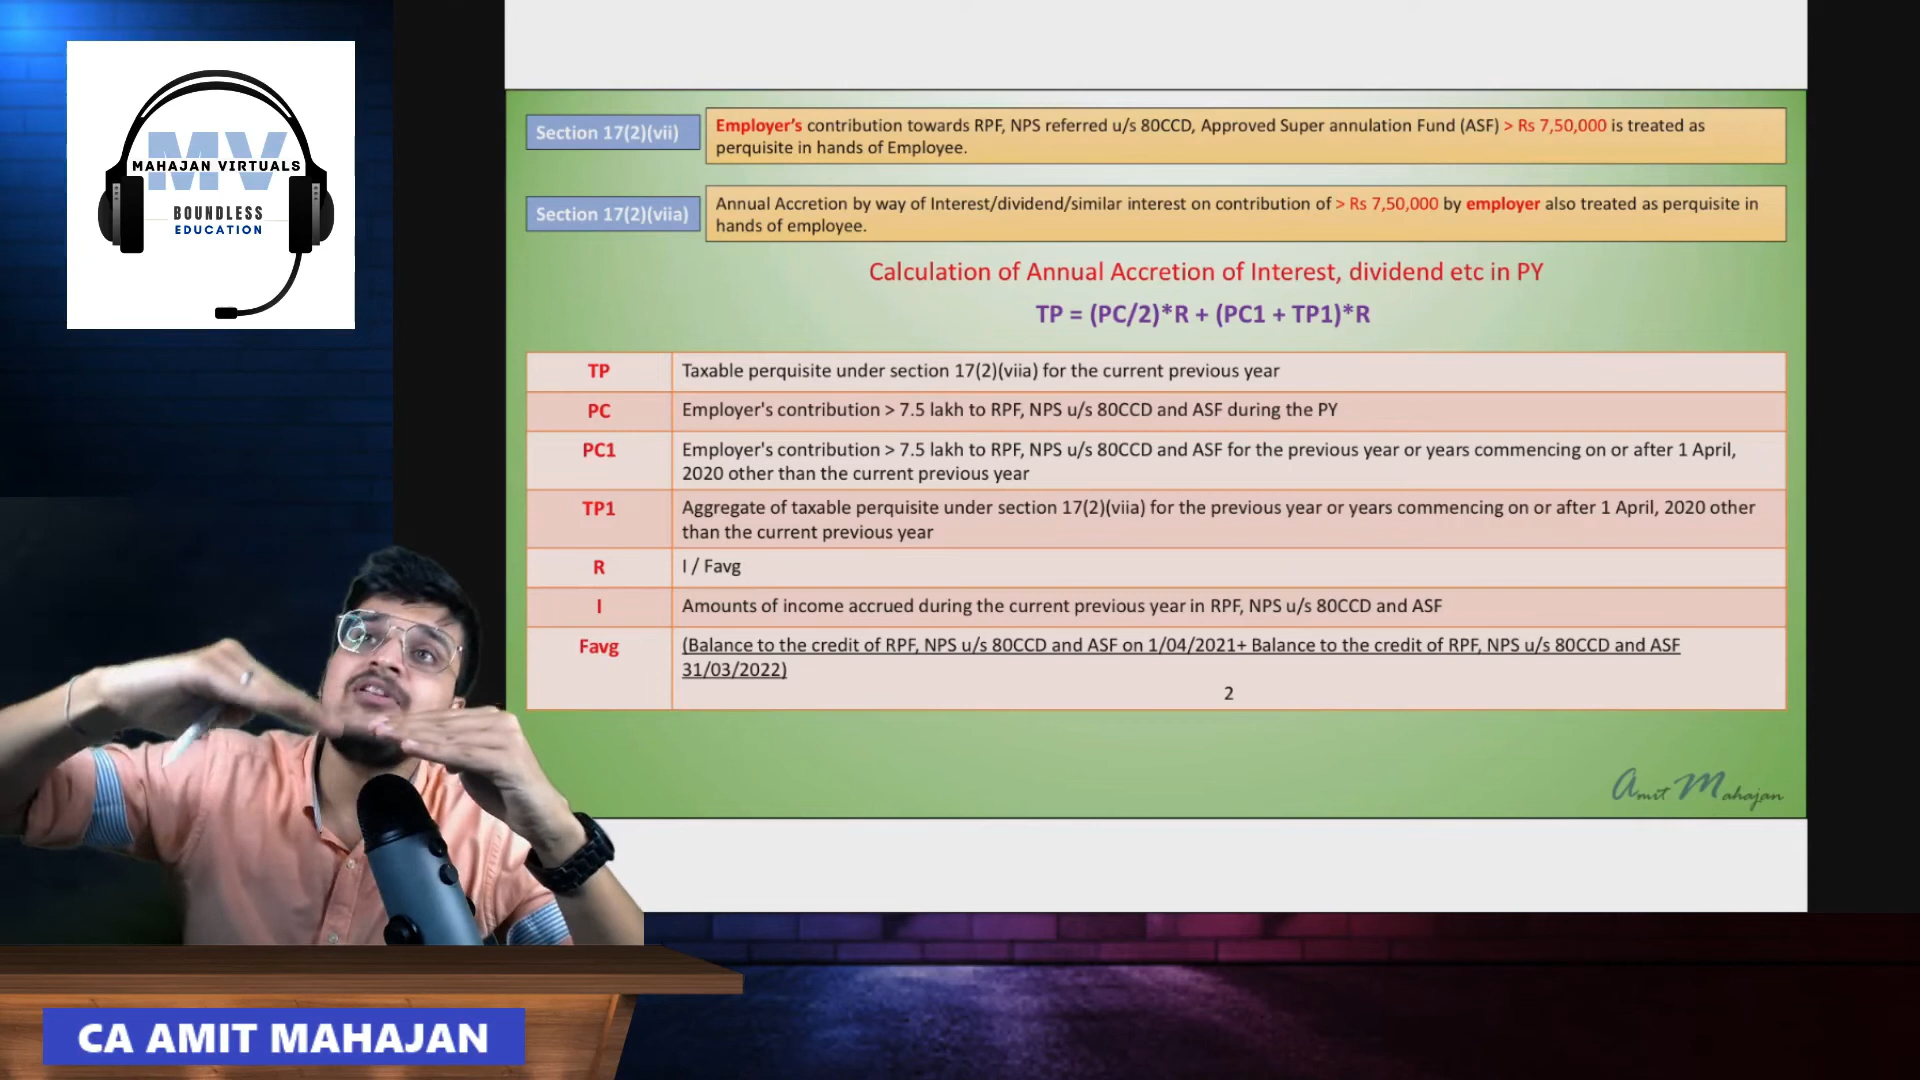 MV
MAHAJAN VIRTUALS
BOUNDLESS
EDUCATION
Section 17(2)(vii)
Employer's contribution towards RPF, NPS referred u/s 80CCD, Approved Super annulation Fund (ASF) > Rs 7,50,000 is treated as
perquisite in hands of Employee.
Section 17(2)(viia)
Annual Accretion by way of Interest/dividend/similar interest on contribution of > Rs 7,50,000 by employer also treated as perquisite in
hands of employee.
Calculation of Annual Accretion of Interest, dividend etc in PY
TP = (PC/2)*R + (PC1 + TP1)*R
TP
Taxable perquisite under section 17(2)(viia) for the current previous year
PC
Employer's contribution > 7.5 lakh to RPF, NPS u/s 80CCD and ASF during the PY
PC1
Employer's contribution > 7.5 lakh to RPF, NPS u/s 80CCD and ASF for the previous year or years commencing on or after 1 April,
2020 other than the current previous year
TP1
Aggregate of taxable perquisite under section 17(2)(viia) for the previous year or years commencing on or after 1 April, 2020 other
than the current previous year
R
I / Favg
I
Amounts of income accrued during the current previous year in RPF, NPS u/s 80CCD and ASF
Favg
(Balance to the credit of RPF, NPS u/s 80CCD and ASF on 1/04/2021+ Balance to the credit of RPF, NPS u/s 80CCD and ASF
31/03/2022)
2
Amit Mahajan
CA AMIT MAHAJAN